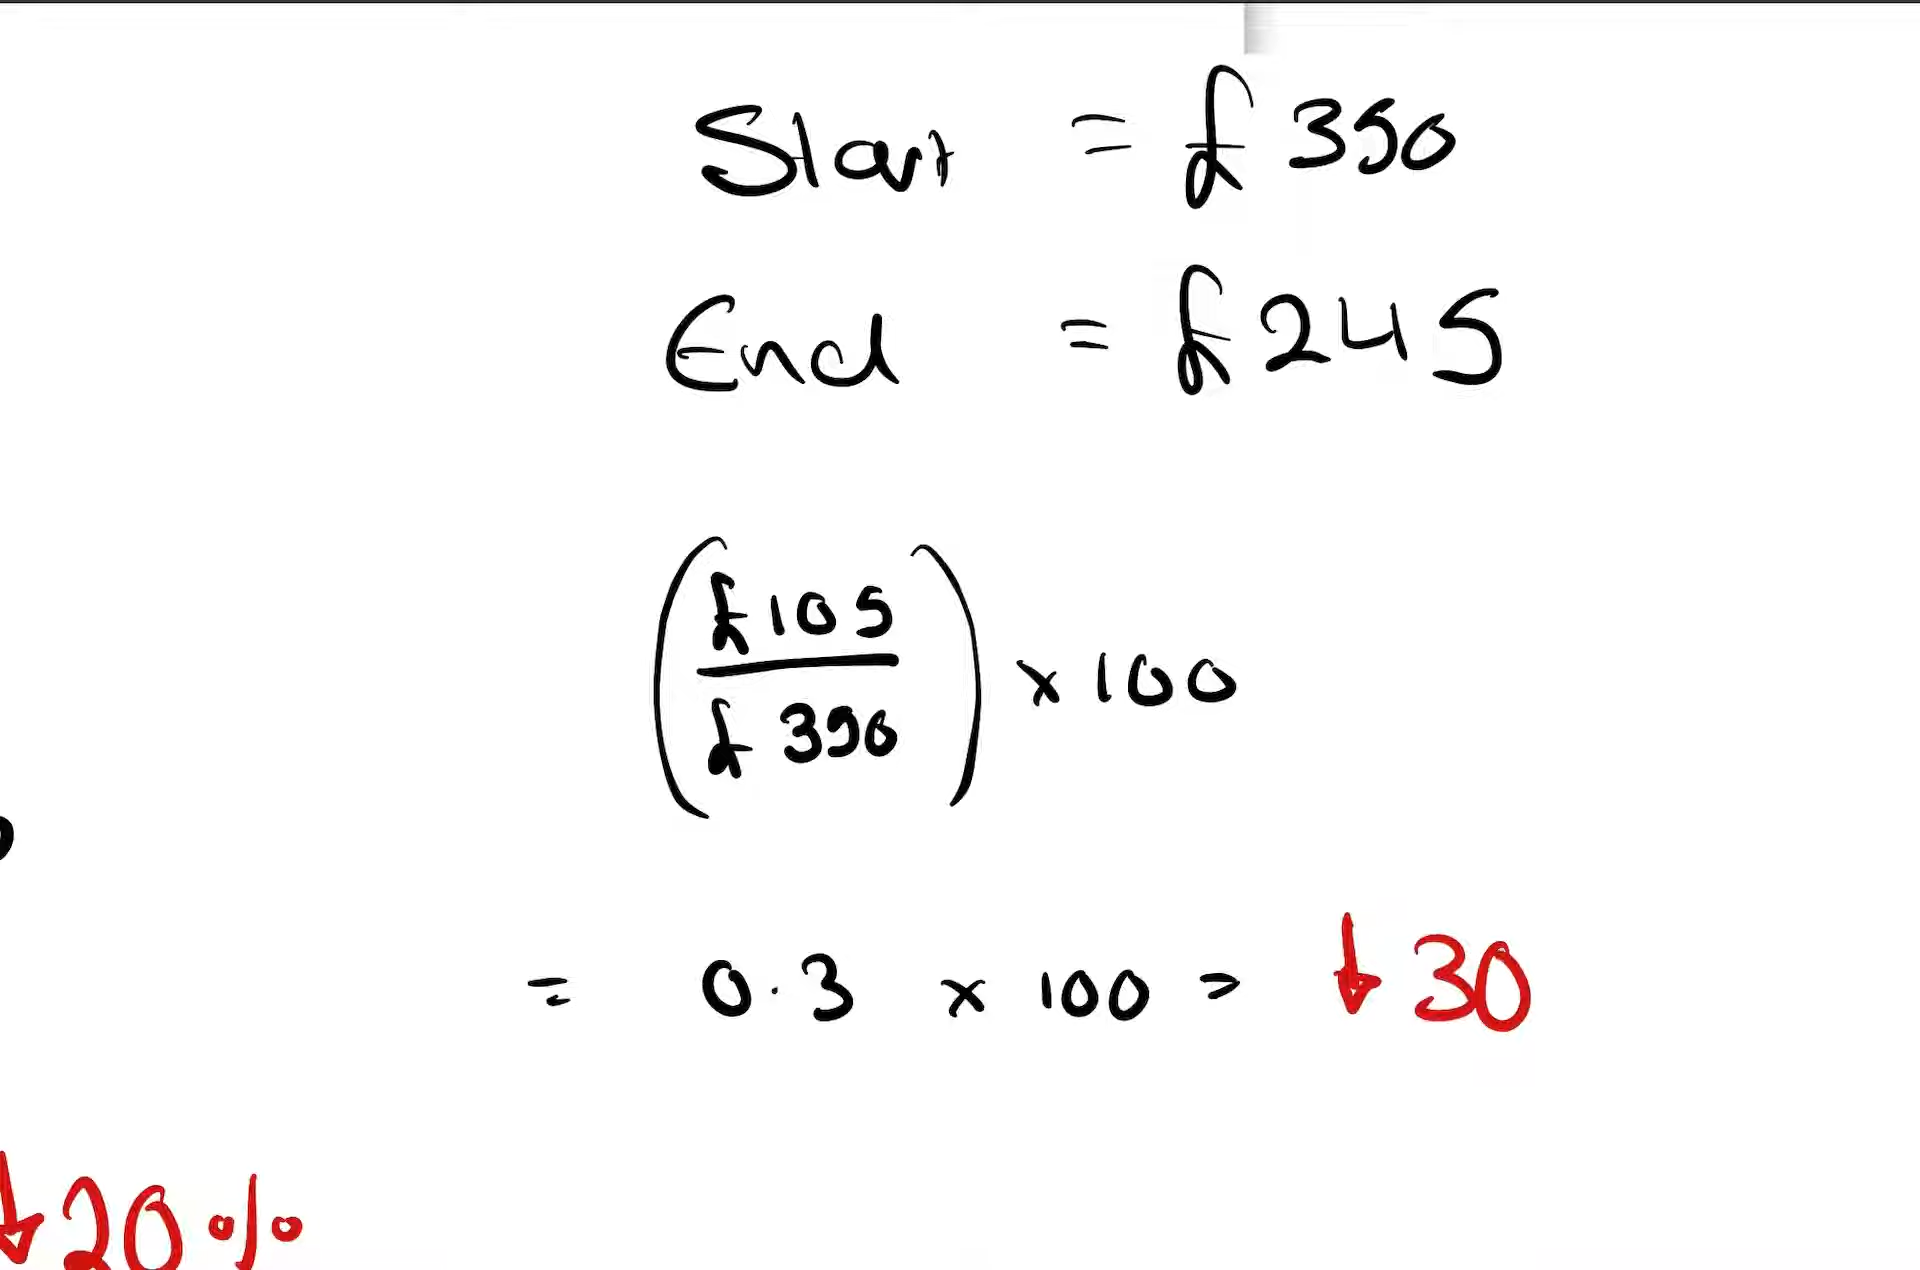 Start = £350
End = £245
(£105 / £350) × 100
= 0.3 × 100 = ↓30
↓20%